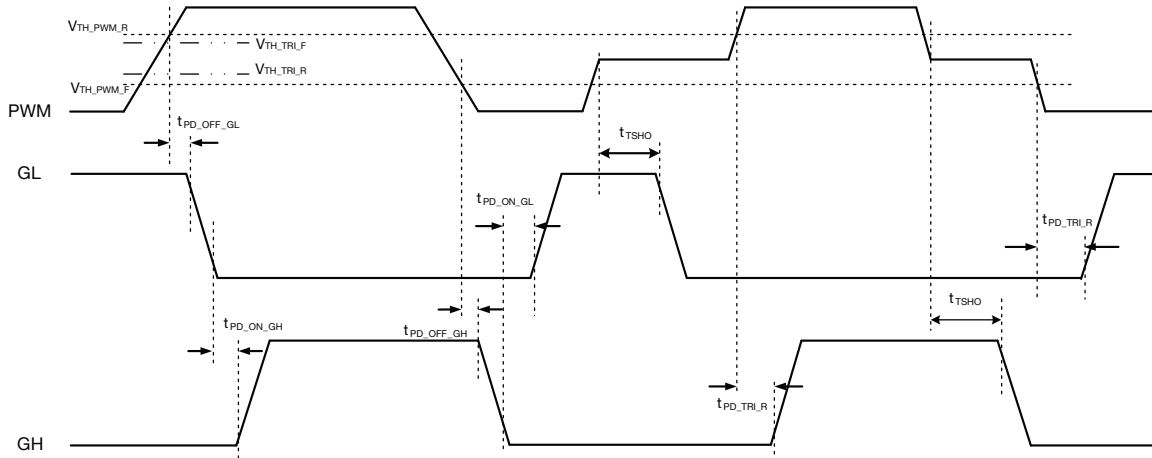 VTH_PWM_R
VTH_TRI_F
VTH_TRI_R
VTH_PWM_F
PWM
tPD_OFF_GL
tTSHO
GL
tPD_ON_GL
tPD_TRI_R
tTSHO
tPD_ON_GH
tPD_OFF_GH
tPD_TRI_R
GH